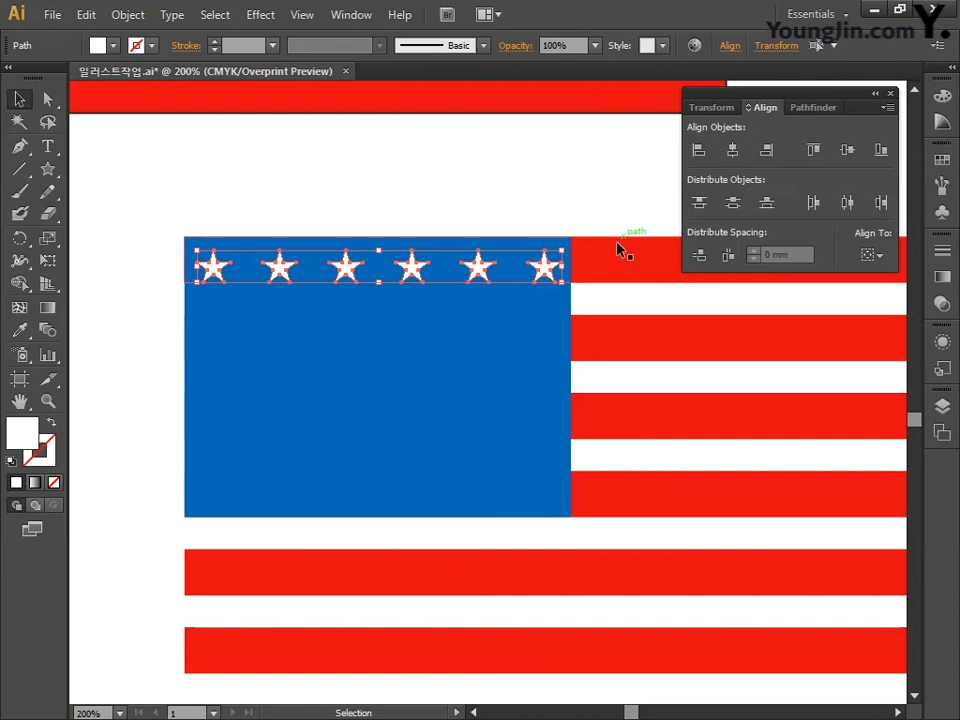 Ai File Edit Object Type Select Effect View Window Help Br Essentials
YoungJin.com Y.
Path Stroke: Basic Opacity: 100% Style: Align Transform
일러스트작업.ai* @ 200% (CMYK/Overprint Preview) ×
Transform Align Pathfinder
Align Objects:
Distribute Objects:
Distribute Spacing: Align To:
0 mm
path
200% 1 Selection